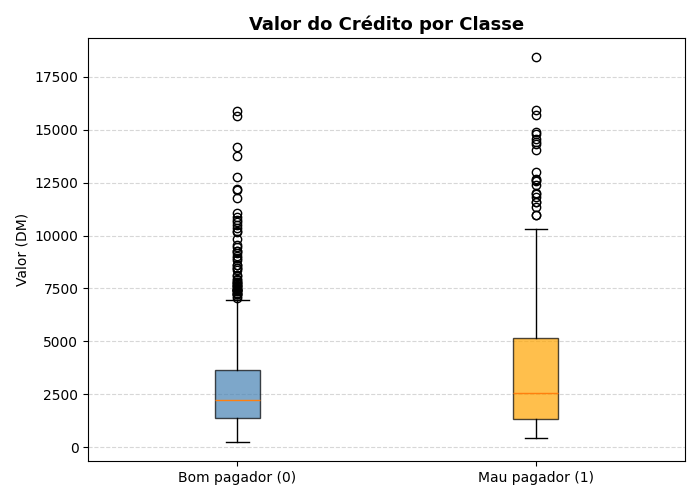 Valor do Crédito por Classe
Valor (DM)
17500
15000
12500
10000
7500
5000
2500
0
Bom pagador (0)
Mau pagador (1)